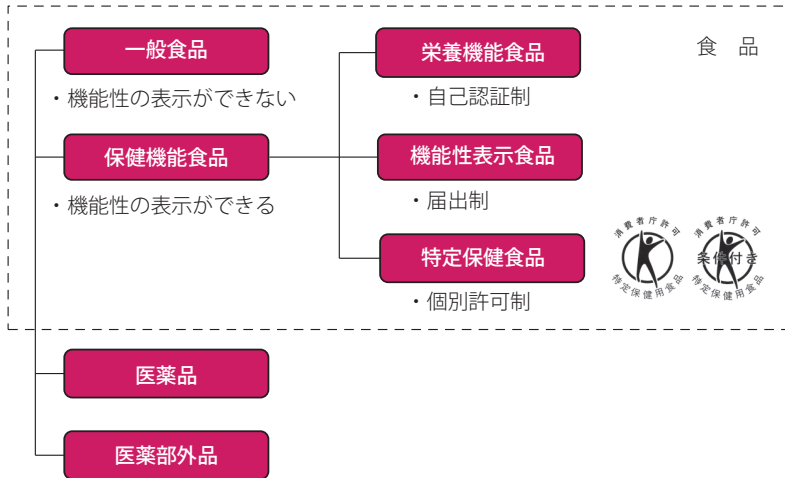 一般食品
・機能性の表示ができない
保健機能食品
・機能性の表示ができる
栄養機能食品
・自己認証制
機能性表示食品
・届出制
特定保健食品
・個別許可制
食 品
消費者庁許可
特定保健用食品
消費者庁許可
条件付き
特定保健用食品
医薬品
医薬部外品